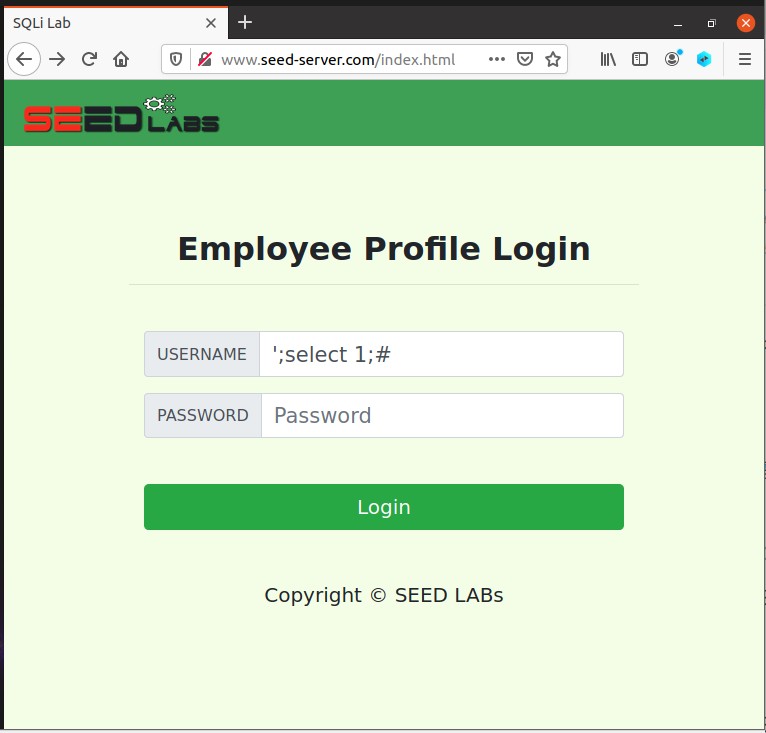 SQLi Lab
www.seed-server.com/index.html
SEED LABS
Employee Profile Login
USERNAME ';select 1;#
PASSWORD Password
Login
Copyright © SEED LABs